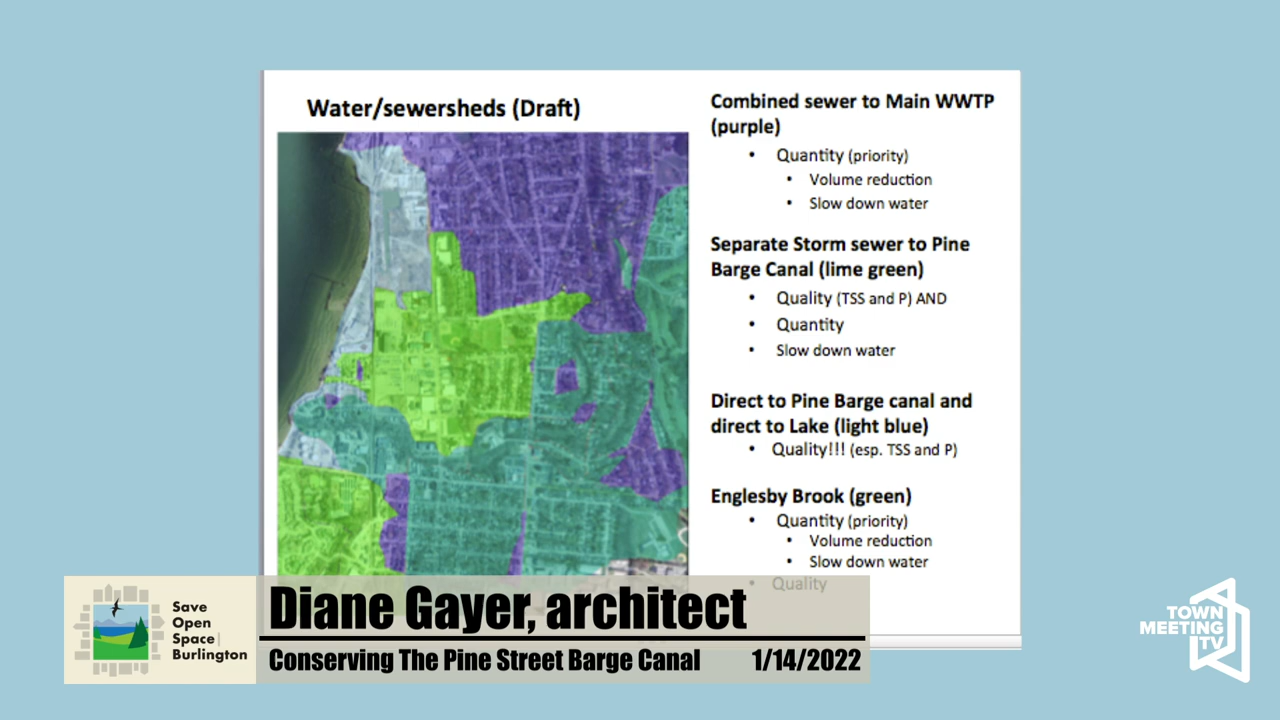 Water/sewersheds (Draft)
Combined sewer to Main WWTP
(purple)
• Quantity (priority)
• Volume reduction
• Slow down water
Separate Storm sewer to Pine
Barge Canal (lime green)
• Quality (TSS and P) AND
• Quantity
• Slow down water
Direct to Pine Barge canal and
direct to Lake (light blue)
• Quality!!! (esp. TSS and P)
Englesby Brook (green)
• Quantity (priority)
• Volume reduction
• Slow down water
• Quality
Save
Open
Space|
Burlington
Diane Gayer, architect
Conserving The Pine Street Barge Canal 1/14/2022
TOWN
MEETING
TV